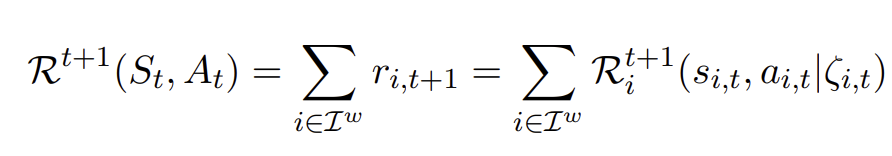 $\mathcal{R}^{t+1}(S_t, A_t) = \sum_{i \in \mathcal{I}^w} r_{i,t+1} = \sum_{i \in \mathcal{I}^w} \mathcal{R}_i^{t+1}(s_{i,t}, a_{i,t} | \zeta_{i,t})$